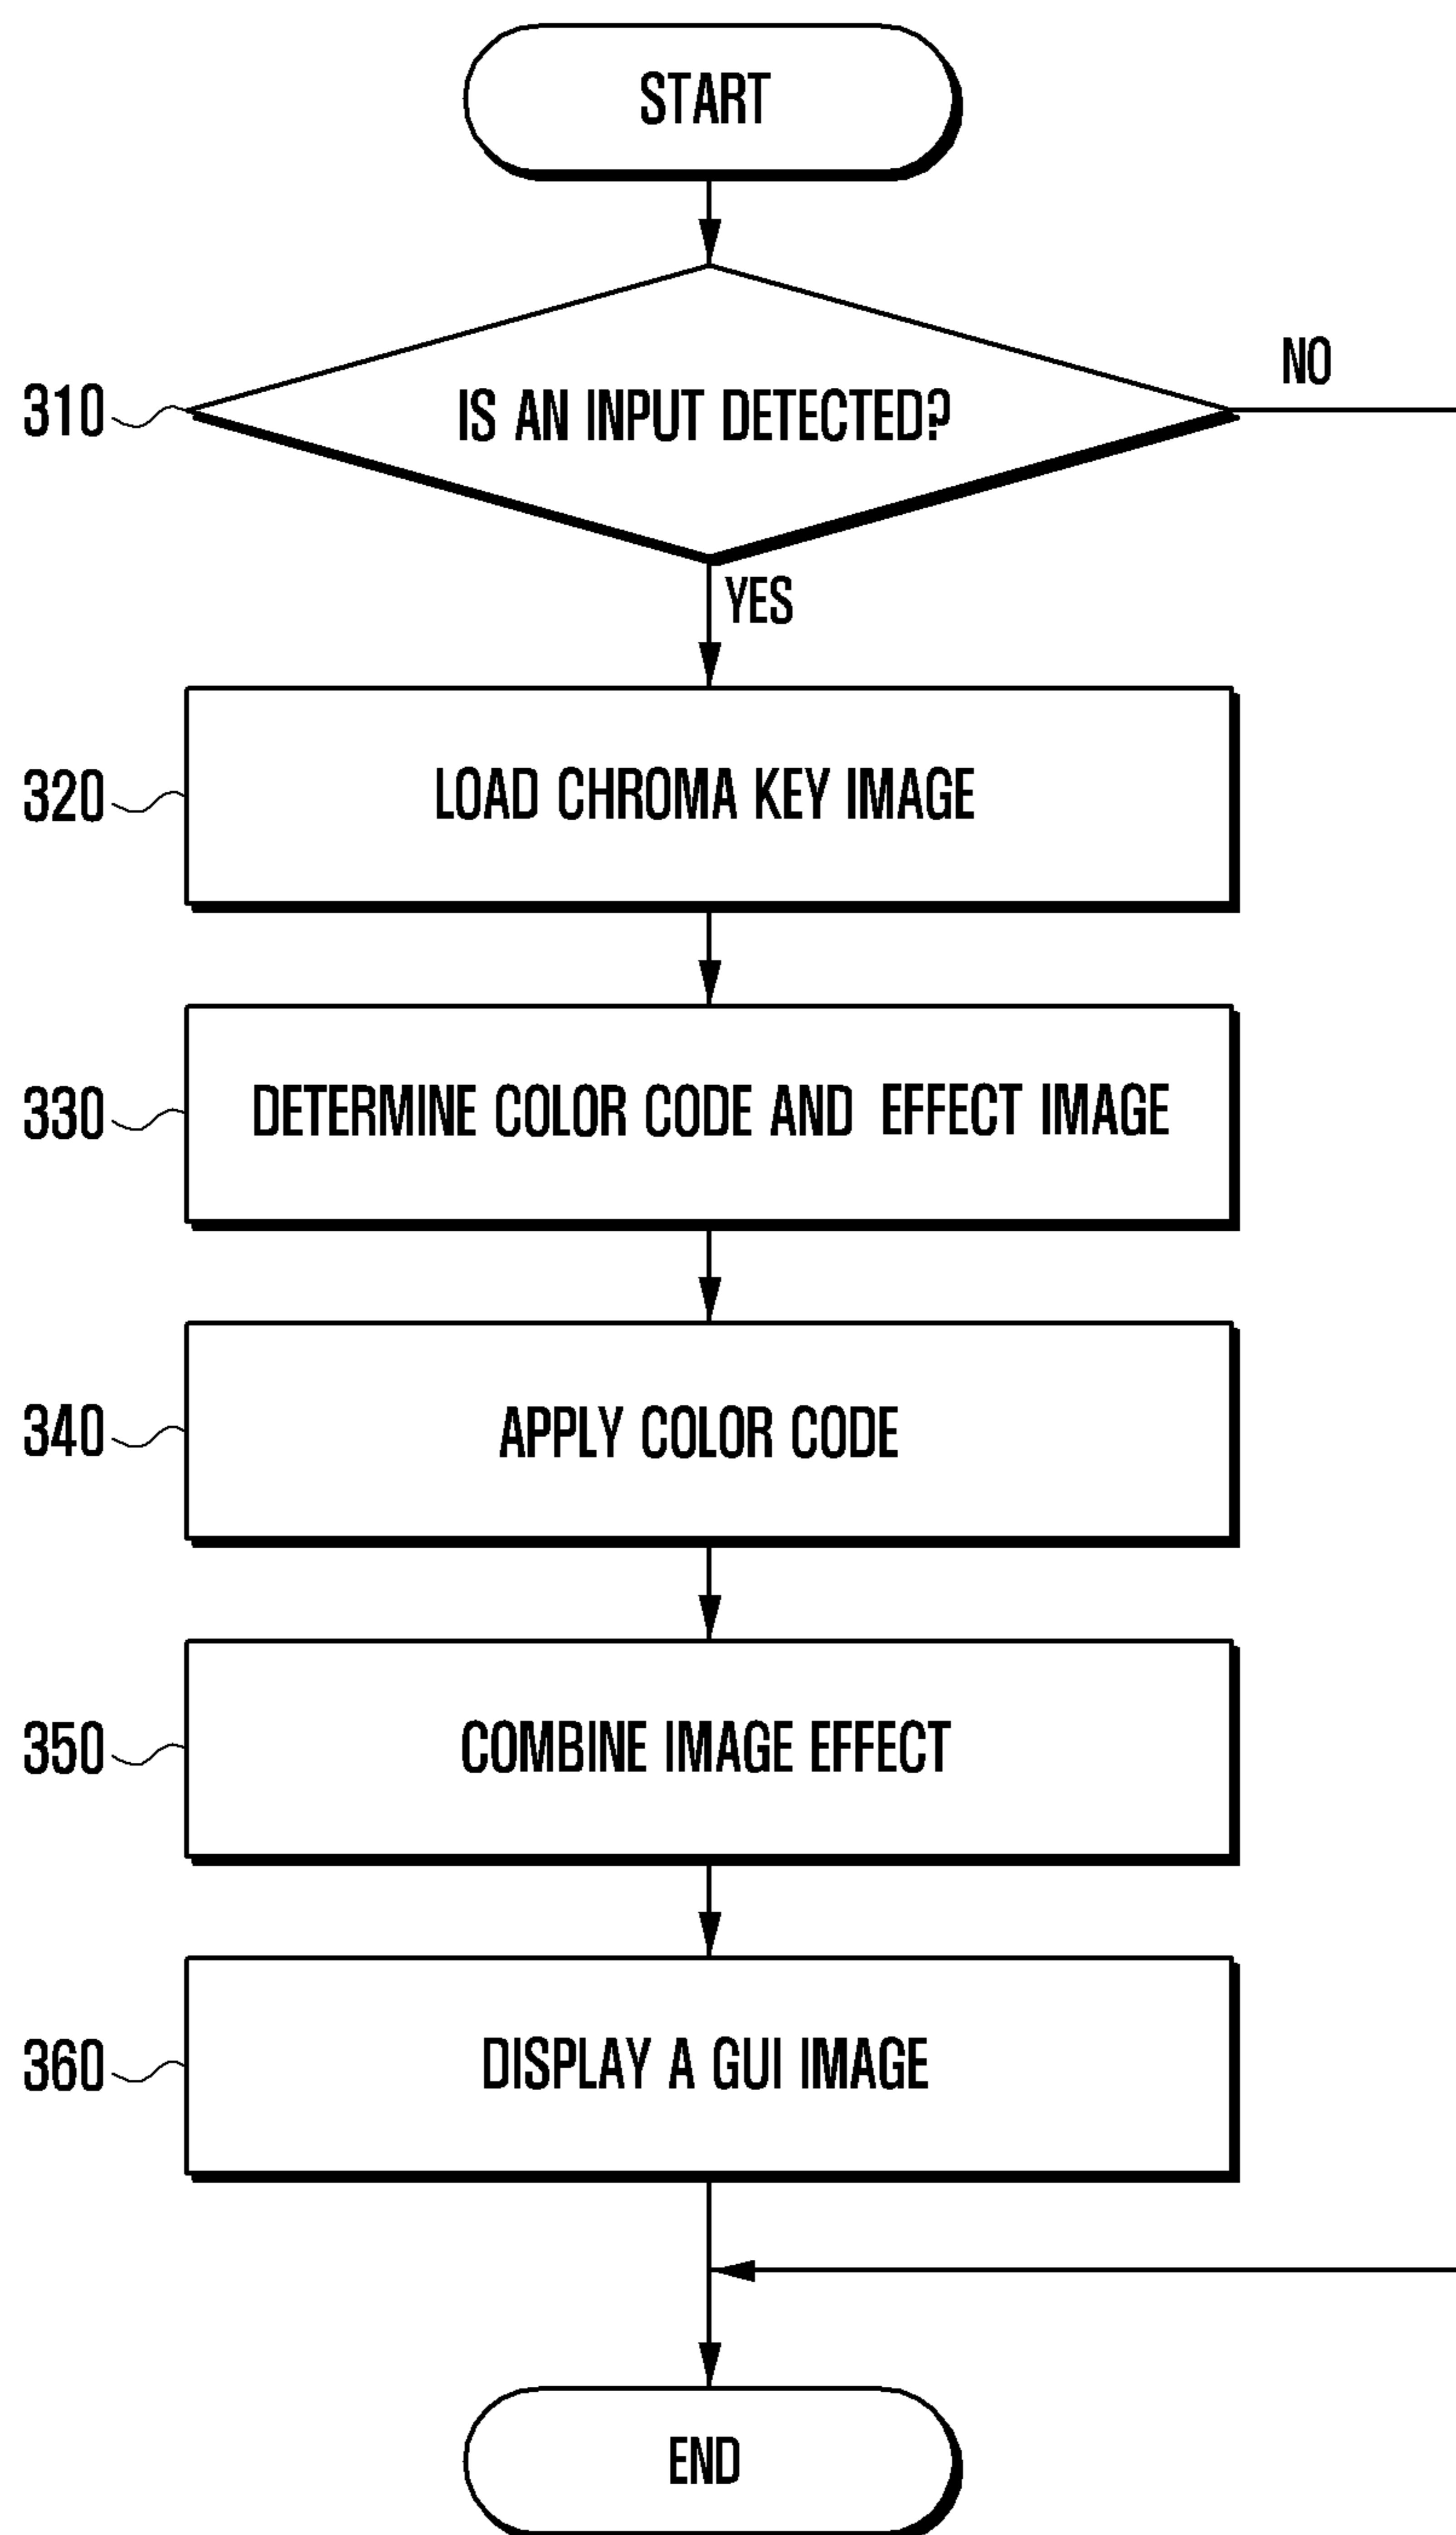 START
310
IS AN INPUT DETECTED?
NO
YES
320
LOAD CHROMA KEY IMAGE
330
DETERMINE COLOR CODE AND EFFECT IMAGE
340
APPLY COLOR CODE
350
COMBINE IMAGE EFFECT
360
DISPLAY A GUI IMAGE
END